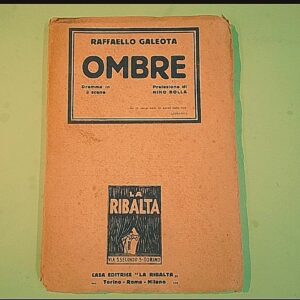 RAFFAELLO GALEOTA
OMBRE
Dramma in
3 scene
Prefazione di
NINO BOLLA
LA
RIBALTA
VIA S.SECONDO 5-TORINO
CASA EDITRICE "LA RIBALTA"
Torino - Roma - Milano